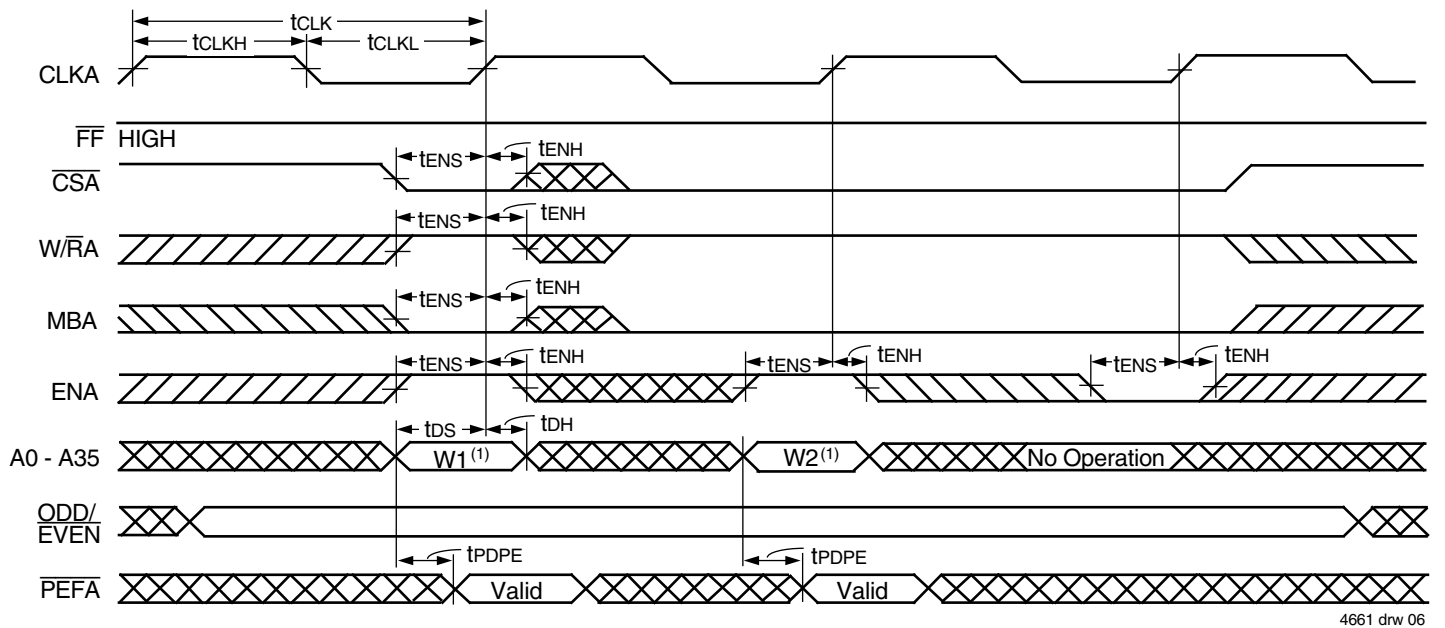 tCLK
tCLKH tCLKL
CLKA
FF HIGH
tENS tENH
CSA
tENS tENH
W/RA
tENS tENH
MBA
tENS tENH tENS tENH tENS tENH
ENA
tDS tDH
A0 - A35 W1(1) W2(1) No Operation
ODD/
EVEN
tPDPE tPDPE
PEFA Valid Valid
4661 drw 06